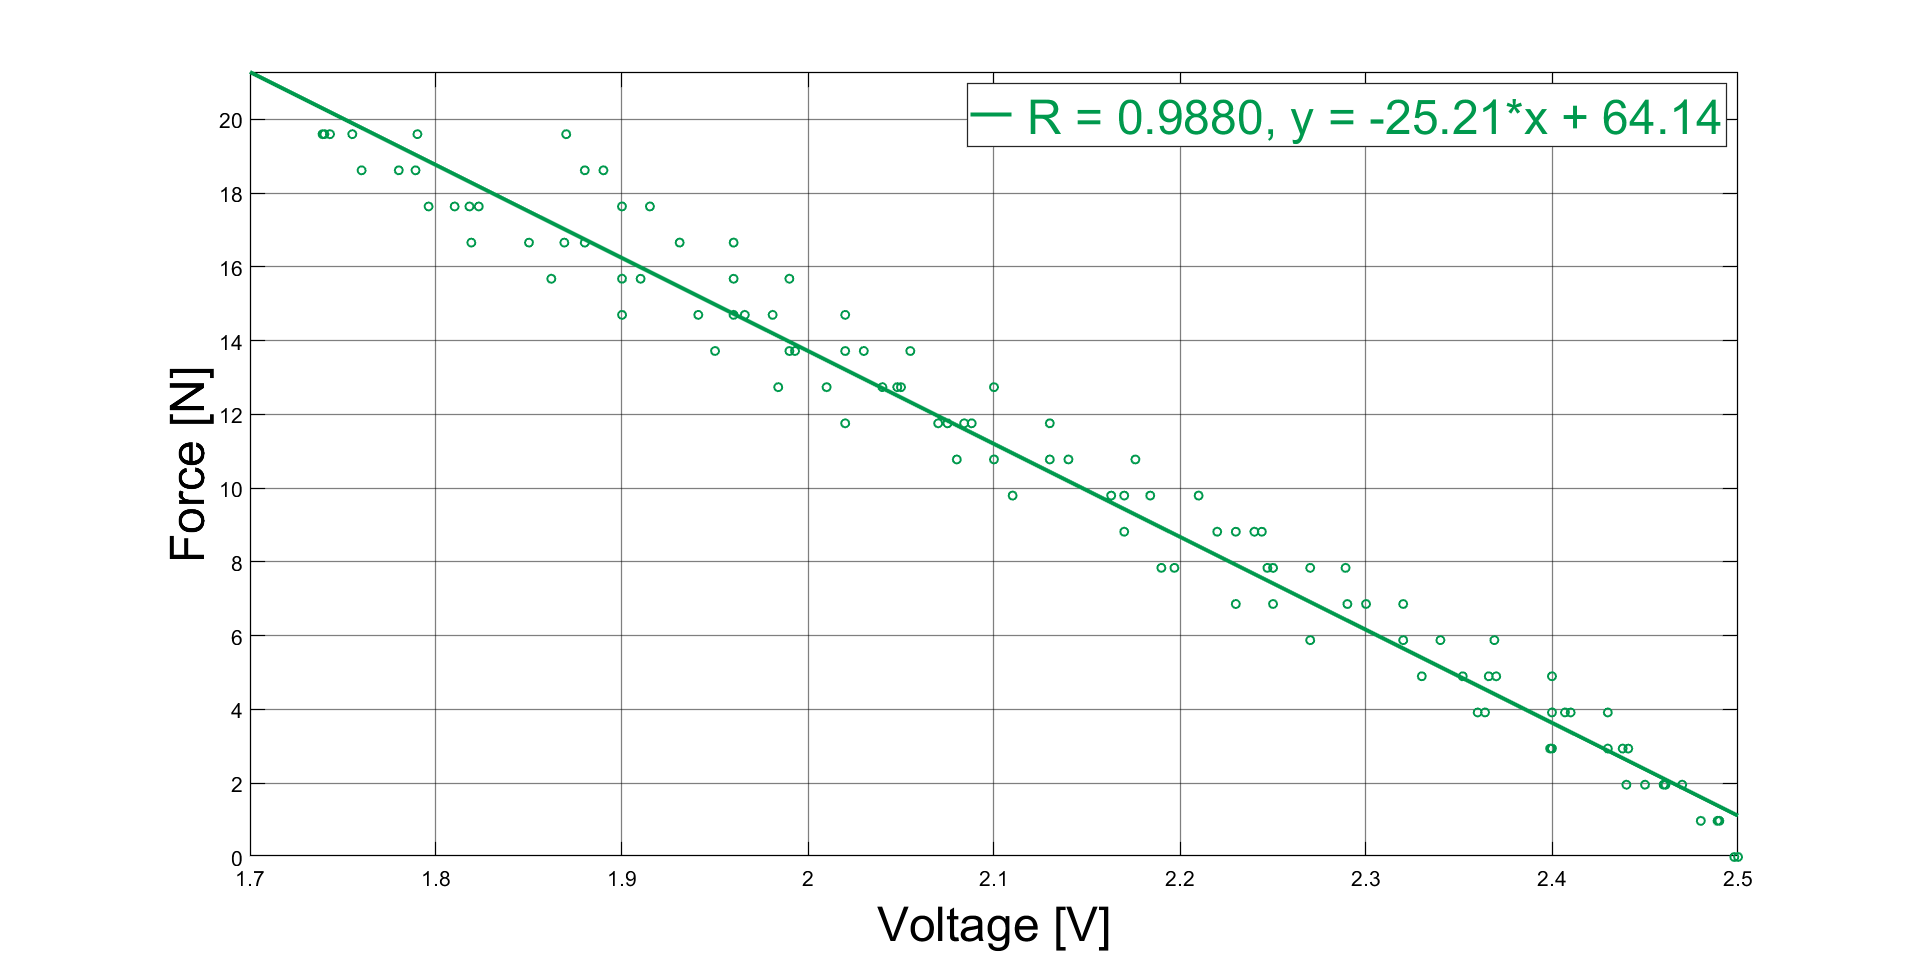 R = 0.9880, y = -25.21*x + 64.14
20
18
16
14
12
10
8
6
4
2
0
Force [N]
1.7 1.8 1.9 2 2.1 2.2 2.3 2.4 2.5
Voltage [V]